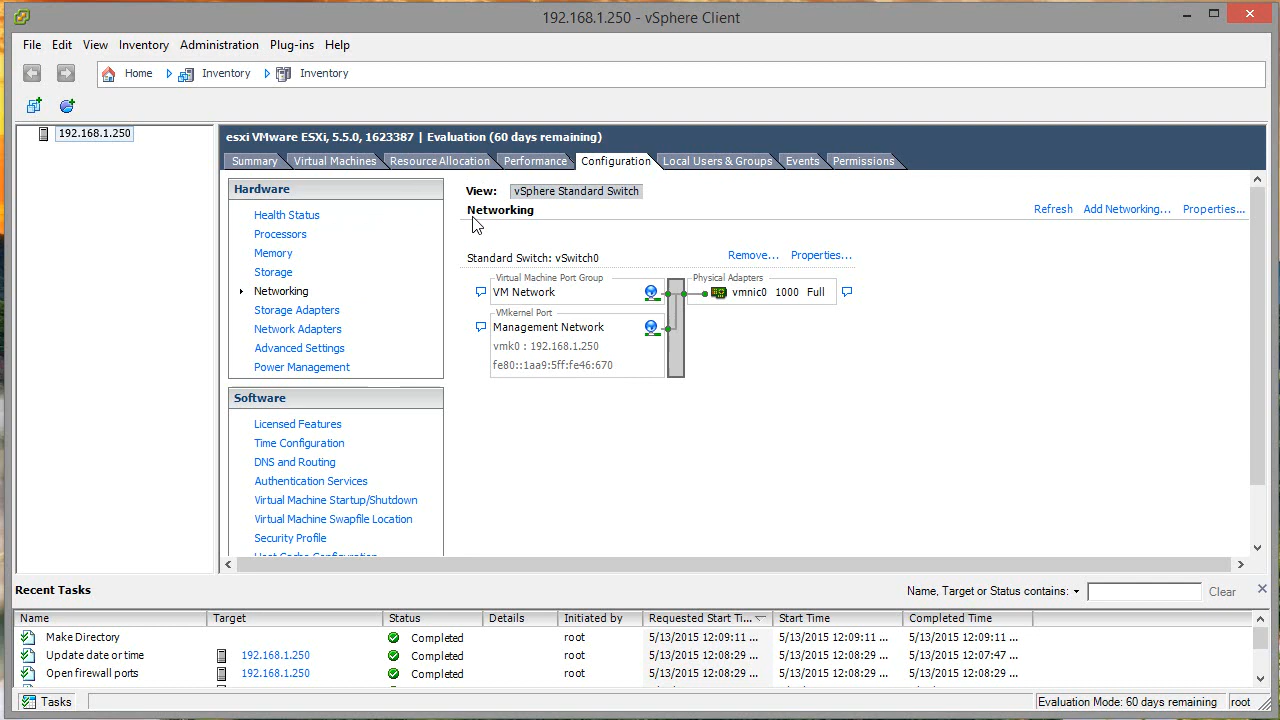 192.168.1.250 - vSphere Client
File Edit View Inventory Administration Plug-ins Help
Home Inventory Inventory
192.168.1.250
esxi VMware ESXi, 5.5.0, 1623387 | Evaluation (60 days remaining)
Summary Virtual Machines Resource Allocation Performance Configuration Local Users & Groups Events Permissions
Hardware
Health Status
Processors
Memory
Storage
Networking
Storage Adapters
Network Adapters
Advanced Settings
Power Management
Software
Licensed Features
Time Configuration
DNS and Routing
Authentication Services
Virtual Machine Startup/Shutdown
Virtual Machine Swapfile Location
Security Profile
Host Cache Configuration
View: vSphere Standard Switch
Networking
Refresh Add Networking... Properties...
Standard Switch: vSwitch0 Remove... Properties...
Virtual Machine Port Group
VM Network
Physical Adapters
vmnic0 1000 Full
VMkernel Port
Management Network
vmk0 : 192.168.1.250
fe80::1aa9:5ff:fe46:670
Recent Tasks
Name, Target or Status contains: Clear
Name Target Status Details Initiated by Requested Start Ti... Start Time Completed Time
Make Directory Completed root 5/13/2015 12:09:11 ... 5/13/2015 12:09:11 ... 5/13/2015 12:09:11 ...
Update date or time 192.168.1.250 Completed root 5/13/2015 12:08:29 ... 5/13/2015 12:08:29 ... 5/13/2015 12:07:47 ...
Open firewall ports 192.168.1.250 Completed root 5/13/2015 12:08:29 ... 5/13/2015 12:08:29 ... 5/13/2015 12:08:29 ...
Tasks Evaluation Mode: 60 days remaining root